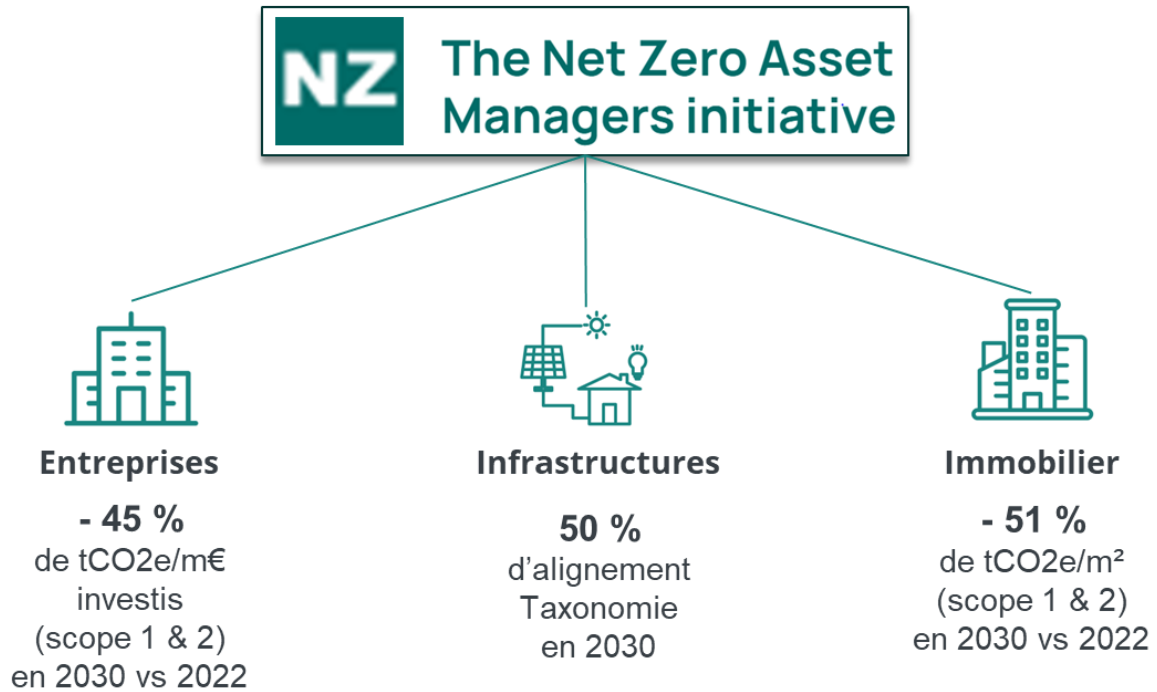 NZ
The Net Zero Asset
Managers initiative
Entreprises
- 45 %
de tCO2e/m€
investis
(scope 1 & 2)
en 2030 vs 2022
Infrastructures
50 %
d’alignement
Taxonomie
en 2030
Immobilier
- 51 %
de tCO2e/m²
(scope 1 & 2)
en 2030 vs 2022